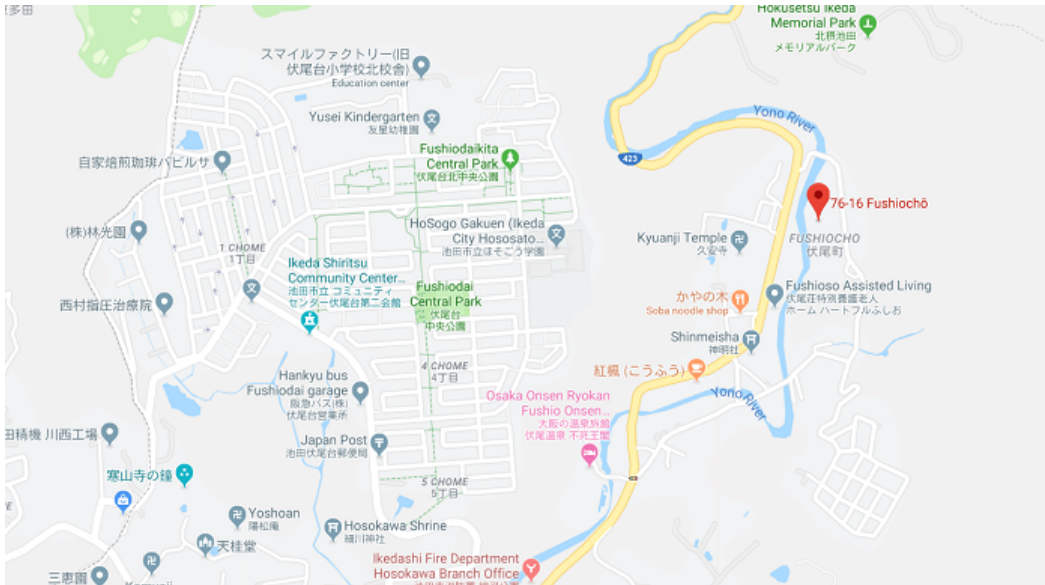 多田
Hokusetsu Ikeda
Memorial Park
北摂池田
メモリアルパーク
スマイルファクトリー(旧
伏尾台小学校北校舎)
Education center
Yusei Kindergarten
友星幼稚園
Yono River
Fushiodaikita
Central Park
伏尾台北中央公園
423
自家焙煎珈琲バビルサ
76-16 Fushiochō
FUSHIOCHO
伏尾町
(株)林光園
HoSogo Gakuen (Ikeda
City Hososato...
池田市立ほそごう学園
Kyuanji Temple
久安寺
1 CHOME
1丁目
Ikeda Shiritsu
Community Center...
池田市立 コミュニティ
センター伏尾台第二会館
Fushiodai
Central Park
伏尾台
中央公園
西村指圧治療院
かやの木
Soba noodle shop
Fushioso Assisted Living
伏尾荘特別養護老人
ホーム ハートフルふしお
Shinmeisha
神明社
4 CHOME
4丁目
紅楓 (こうふう)
Hankyu bus
Fushiodai garage
阪急バス(株)
伏尾台営業所
Osaka Onsen Ryokan
Fushio Onsen...
大阪の温泉旅館
伏尾温泉 不死王閣
Yono River
田精機 川西工場
Japan Post
池田伏尾台郵便局
寒山寺の鐘
5 CHOME
5丁目
Yoshoan
陽松庵
Hosokawa Shrine
細川神社
天桂堂
Ikedashi Fire Department
Hosokawa Branch Office
三恵園